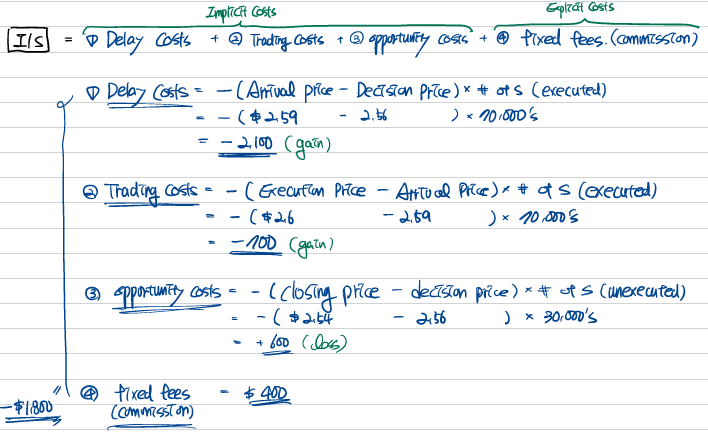 Implicit Costs Explicit Costs
I/S = ① Delay Costs + ② Trading Costs + ③ opportunity costs + ④ fixed fees. (commission)
① Delay Costs = - (Arrival price - Decision Price) × # of S (executed)
= - ($2.59 - 2.56 ) × 70,000's
= - 2,100 (gain)
② Trading Costs = - (Execution Price - Arrival Price) × # of S (executed)
= - ($2.6 - 2.59 ) × 70,000's
= -700 (gain)
③ opportunity costs = - (closing price - decision price) × # of S (unexecuted)
= - ($2.54 - 2.56 ) × 30,000's
= + 600 (loss)
④ fixed fees = $400
(commission)
-$1,800